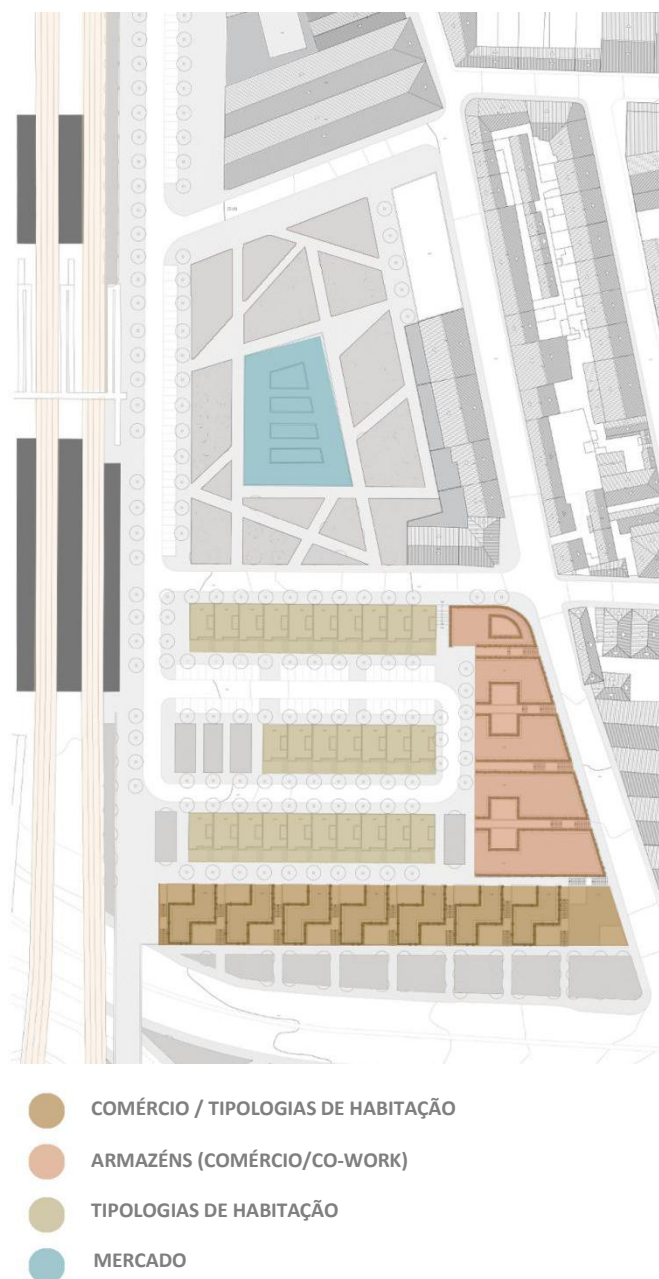 COMÉRCIO / TIPOLOGIAS DE HABITAÇÃO
ARMAZÉNS (COMÉRCIO/CO-WORK)
TIPOLOGIAS DE HABITAÇÃO
MERCADO